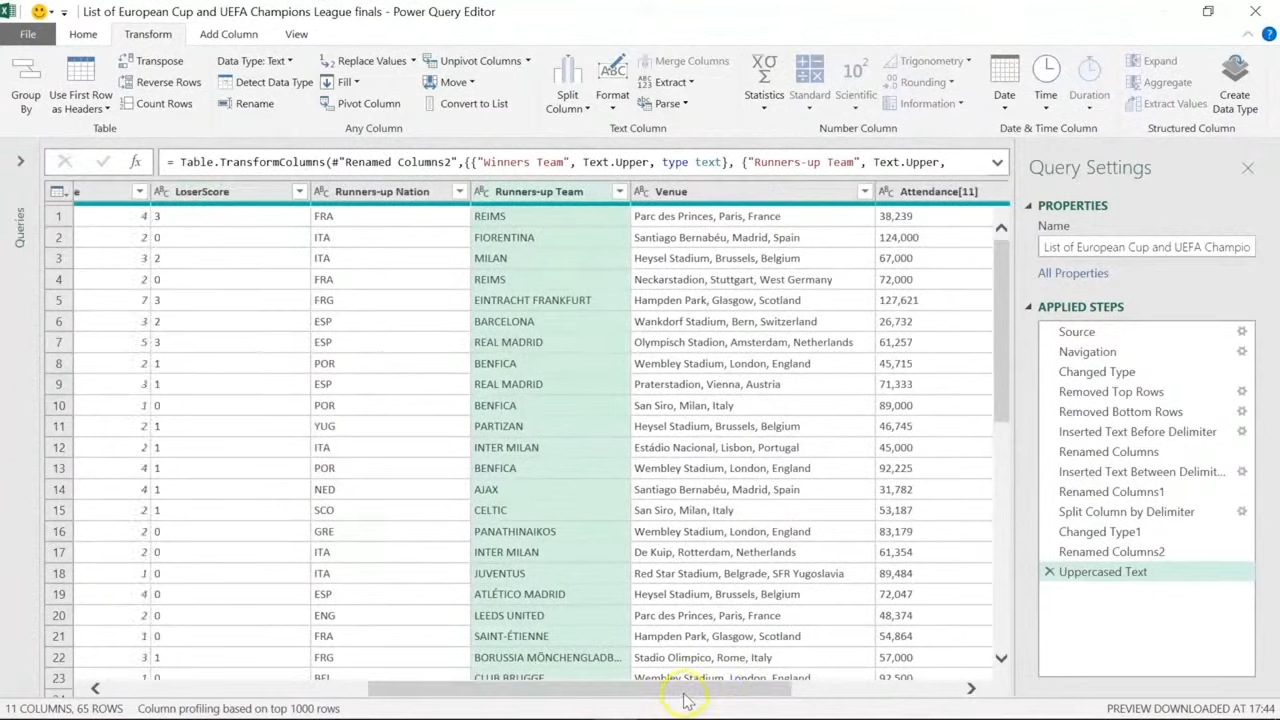 List of European Cup and UEFA Champions League finals - Power Query Editor
File Home Transform Add Column View
Group By
Use First Row as Headers
Transpose
Reverse Rows
Count Rows
Table
Data Type: Text
Detect Data Type
Rename
Replace Values
Fill
Pivot Column
Unpivot Columns
Move
Convert to List
Any Column
Split Column
Format
Merge Columns
Extract
Parse
Text Column
Statistics
Standard
Scientific
Trigonometry
Rounding
Information
Number Column
Date
Time
Duration
Date & Time Column
Expand
Aggregate
Extract Values
Structured Column
Create Data Type
Queries
fx = Table.TransformColumns(#"Renamed Columns2",{{"Winners Team", Text.Upper, type text}, {"Runners-up Team", Text.Upper,
e LoserScore Runners-up Nation Runners-up Team Venue Attendance[11]
1 4 3 FRA REIMS Parc des Princes, Paris, France 38,239
2 2 0 ITA FIORENTINA Santiago Bernabéu, Madrid, Spain 124,000
3 3 2 ITA MILAN Heysel Stadium, Brussels, Belgium 67,000
4 2 0 FRA REIMS Neckarstadion, Stuttgart, West Germany 72,000
5 7 3 FRG EINTRACHT FRANKFURT Hampden Park, Glasgow, Scotland 127,621
6 3 2 ESP BARCELONA Wankdorf Stadium, Bern, Switzerland 26,732
7 5 3 ESP REAL MADRID Olympisch Stadion, Amsterdam, Netherlands 61,257
8 2 1 POR BENFICA Wembley Stadium, London, England 45,715
9 3 1 ESP REAL MADRID Praterstadion, Vienna, Austria 71,333
10 1 0 POR BENFICA San Siro, Milan, Italy 89,000
11 2 1 YUG PARTIZAN Heysel Stadium, Brussels, Belgium 46,745
12 2 1 ITA INTER MILAN Estádio Nacional, Lisbon, Portugal 45,000
13 4 1 POR BENFICA Wembley Stadium, London, England 92,225
14 4 1 NED AJAX Santiago Bernabéu, Madrid, Spain 31,782
15 2 1 SCO CELTIC San Siro, Milan, Italy 53,187
16 2 0 GRE PANATHINAIKOS Wembley Stadium, London, England 83,179
17 2 0 ITA INTER MILAN De Kuip, Rotterdam, Netherlands 61,354
18 1 0 ITA JUVENTUS Red Star Stadium, Belgrade, SFR Yugoslavia 89,484
19 4 0 ESP ATLÉTICO MADRID Heysel Stadium, Brussels, Belgium 72,047
20 2 0 ENG LEEDS UNITED Parc des Princes, Paris, France 48,374
21 1 0 FRA SAINT-ÉTIENNE Hampden Park, Glasgow, Scotland 54,864
22 3 1 FRG BORUSSIA MÖNCHENGLADB... Stadio Olimpico, Rome, Italy 57,000
23 1 0 BEL CLUB BRUGGE Wembley Stadium, London, England 92,500
Query Settings
PROPERTIES
Name
List of European Cup and UEFA Champio
All Properties
APPLIED STEPS
Source
Navigation
Changed Type
Removed Top Rows
Removed Bottom Rows
Inserted Text Before Delimiter
Renamed Columns
Inserted Text Between Delimit...
Renamed Columns1
Split Column by Delimiter
Changed Type1
Renamed Columns2
Uppercased Text
11 COLUMNS, 65 ROWS Column profiling based on top 1000 rows PREVIEW DOWNLOADED AT 17:44